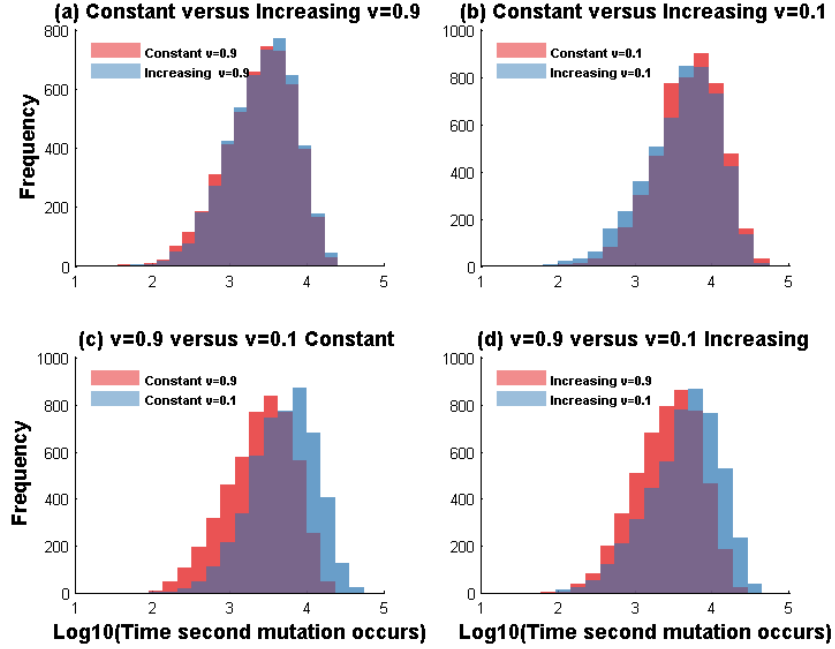 (a) Constant versus Increasing v=0.9
800
600
400
200
0
Frequency
Constant v=0.9
Increasing v=0.9
1 2 3 4 5
(b) Constant versus Increasing v=0.1
1000
800
600
400
200
0
Constant v=0.1
Increasing v=0.1
1 2 3 4 5
(c) v=0.9 versus v=0.1 Constant
1000
800
600
400
200
0
Frequency
Constant v=0.9
Constant v=0.1
1 2 3 4 5
Log10(Time second mutation occurs)
(d) v=0.9 versus v=0.1 Increasing
1000
800
600
400
200
0
Increasing v=0.9
Increasing v=0.1
1 2 3 4 5
Log10(Time second mutation occurs)